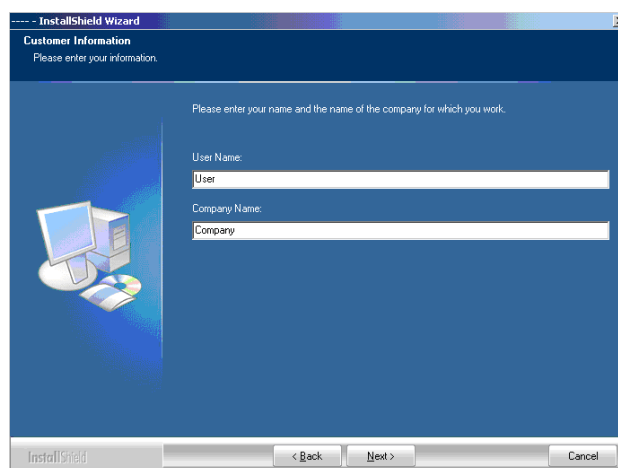 ---- - InstallShield Wizard
Customer Information
Please enter your information.
Please enter your name and the name of the company for which you work.
User Name:
User
Company Name:
Company
InstallShield
< Back
Next >
Cancel